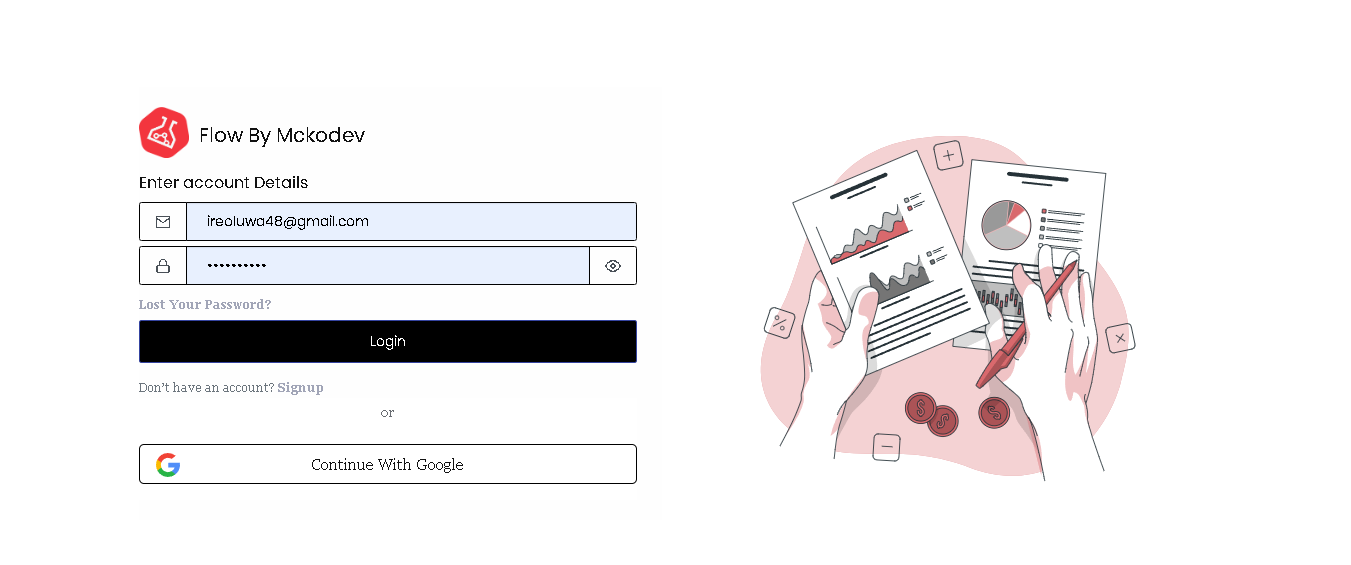 Flow By Mckodev
Enter account Details
ireoluwa48@gmail.com
••••••••••
Lost Your Password?
Login
Don't have an account? Signup
or
Continue With Google